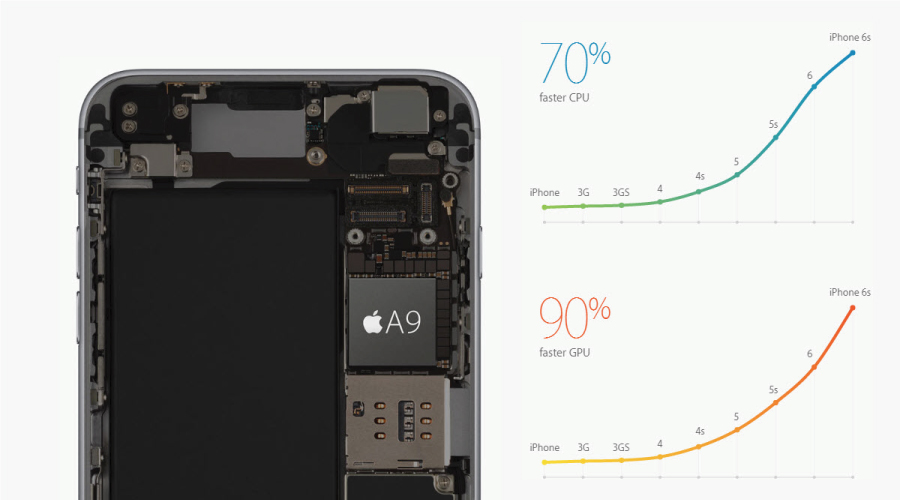 70%
faster CPU
iPhone 6s
6
5s
5
4s
4
3GS
3G
iPhone
A9
90%
faster GPU
iPhone 6s
6
5s
5
4s
4
3GS
3G
iPhone